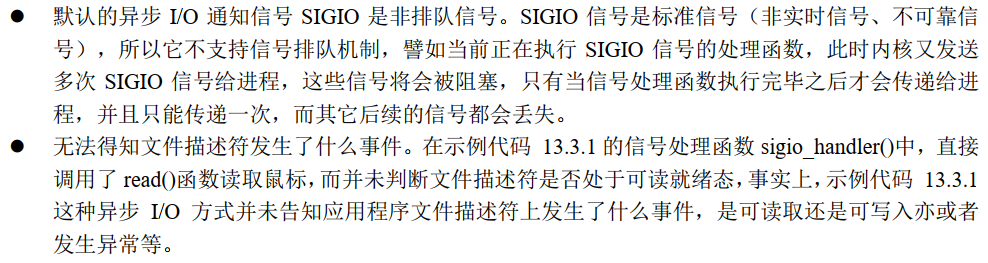 ● 默认的异步 I/O 通知信号 SIGIO 是非排队信号。SIGIO 信号是标准信号（非实时信号、不可靠信
号），所以它不支持信号排队机制，譬如当前正在执行 SIGIO 信号的处理函数，此时内核又发送
多次 SIGIO 信号给进程，这些信号将会被阻塞，只有当信号处理函数执行完毕之后才会传递给进
程，并且只能传递一次，而其它后续的信号都会丢失。
● 无法得知文件描述符发生了什么事件。在示例代码 13.3.1 的信号处理函数 sigio_handler()中，直接
调用了 read()函数读取鼠标，而并未判断文件描述符是否处于可读就绪态，事实上，示例代码 13.3.1
这种异步 I/O 方式并未告知应用程序文件描述符上发生了什么事件，是可读取还是可写入亦或者
发生异常等。